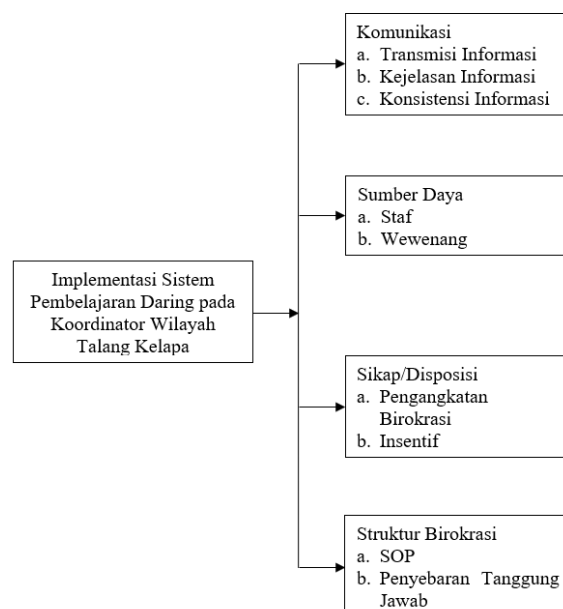 Komunikasi
a. Transmisi Informasi
b. Kejelasan Informasi
c. Konsistensi Informasi
Sumber Daya
a. Staf
b. Wewenang
Implementasi Sistem
Pembelajaran Daring pada
Koordinator Wilayah
Talang Kelapa
Sikap/Disposisi
a. Pengangkatan
Birokrasi
b. Insentif
Struktur Birokrasi
a. SOP
b. Penyebaran Tanggung
Jawab